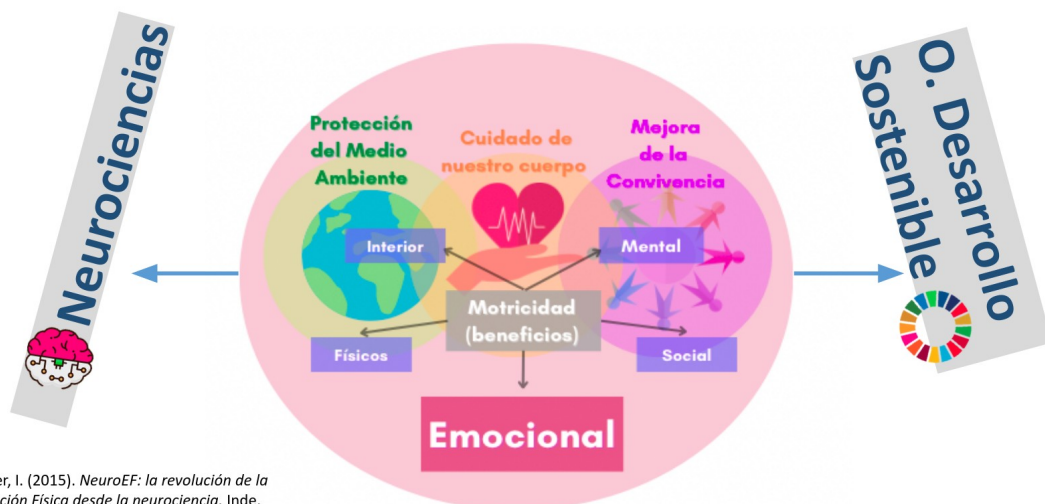 Neurociencias
O. Desarrollo
Sostenible
Protección
del Medio
Ambiente
Cuidado de
nuestro cuerpo
Mejora
de la
Convivencia
Interior
Mental
Motricidad
(beneficios)
Físicos
Social
Emocional
I. (2015). NeuroEF: la revolución de la
Física desde la neurociencia. Inde.